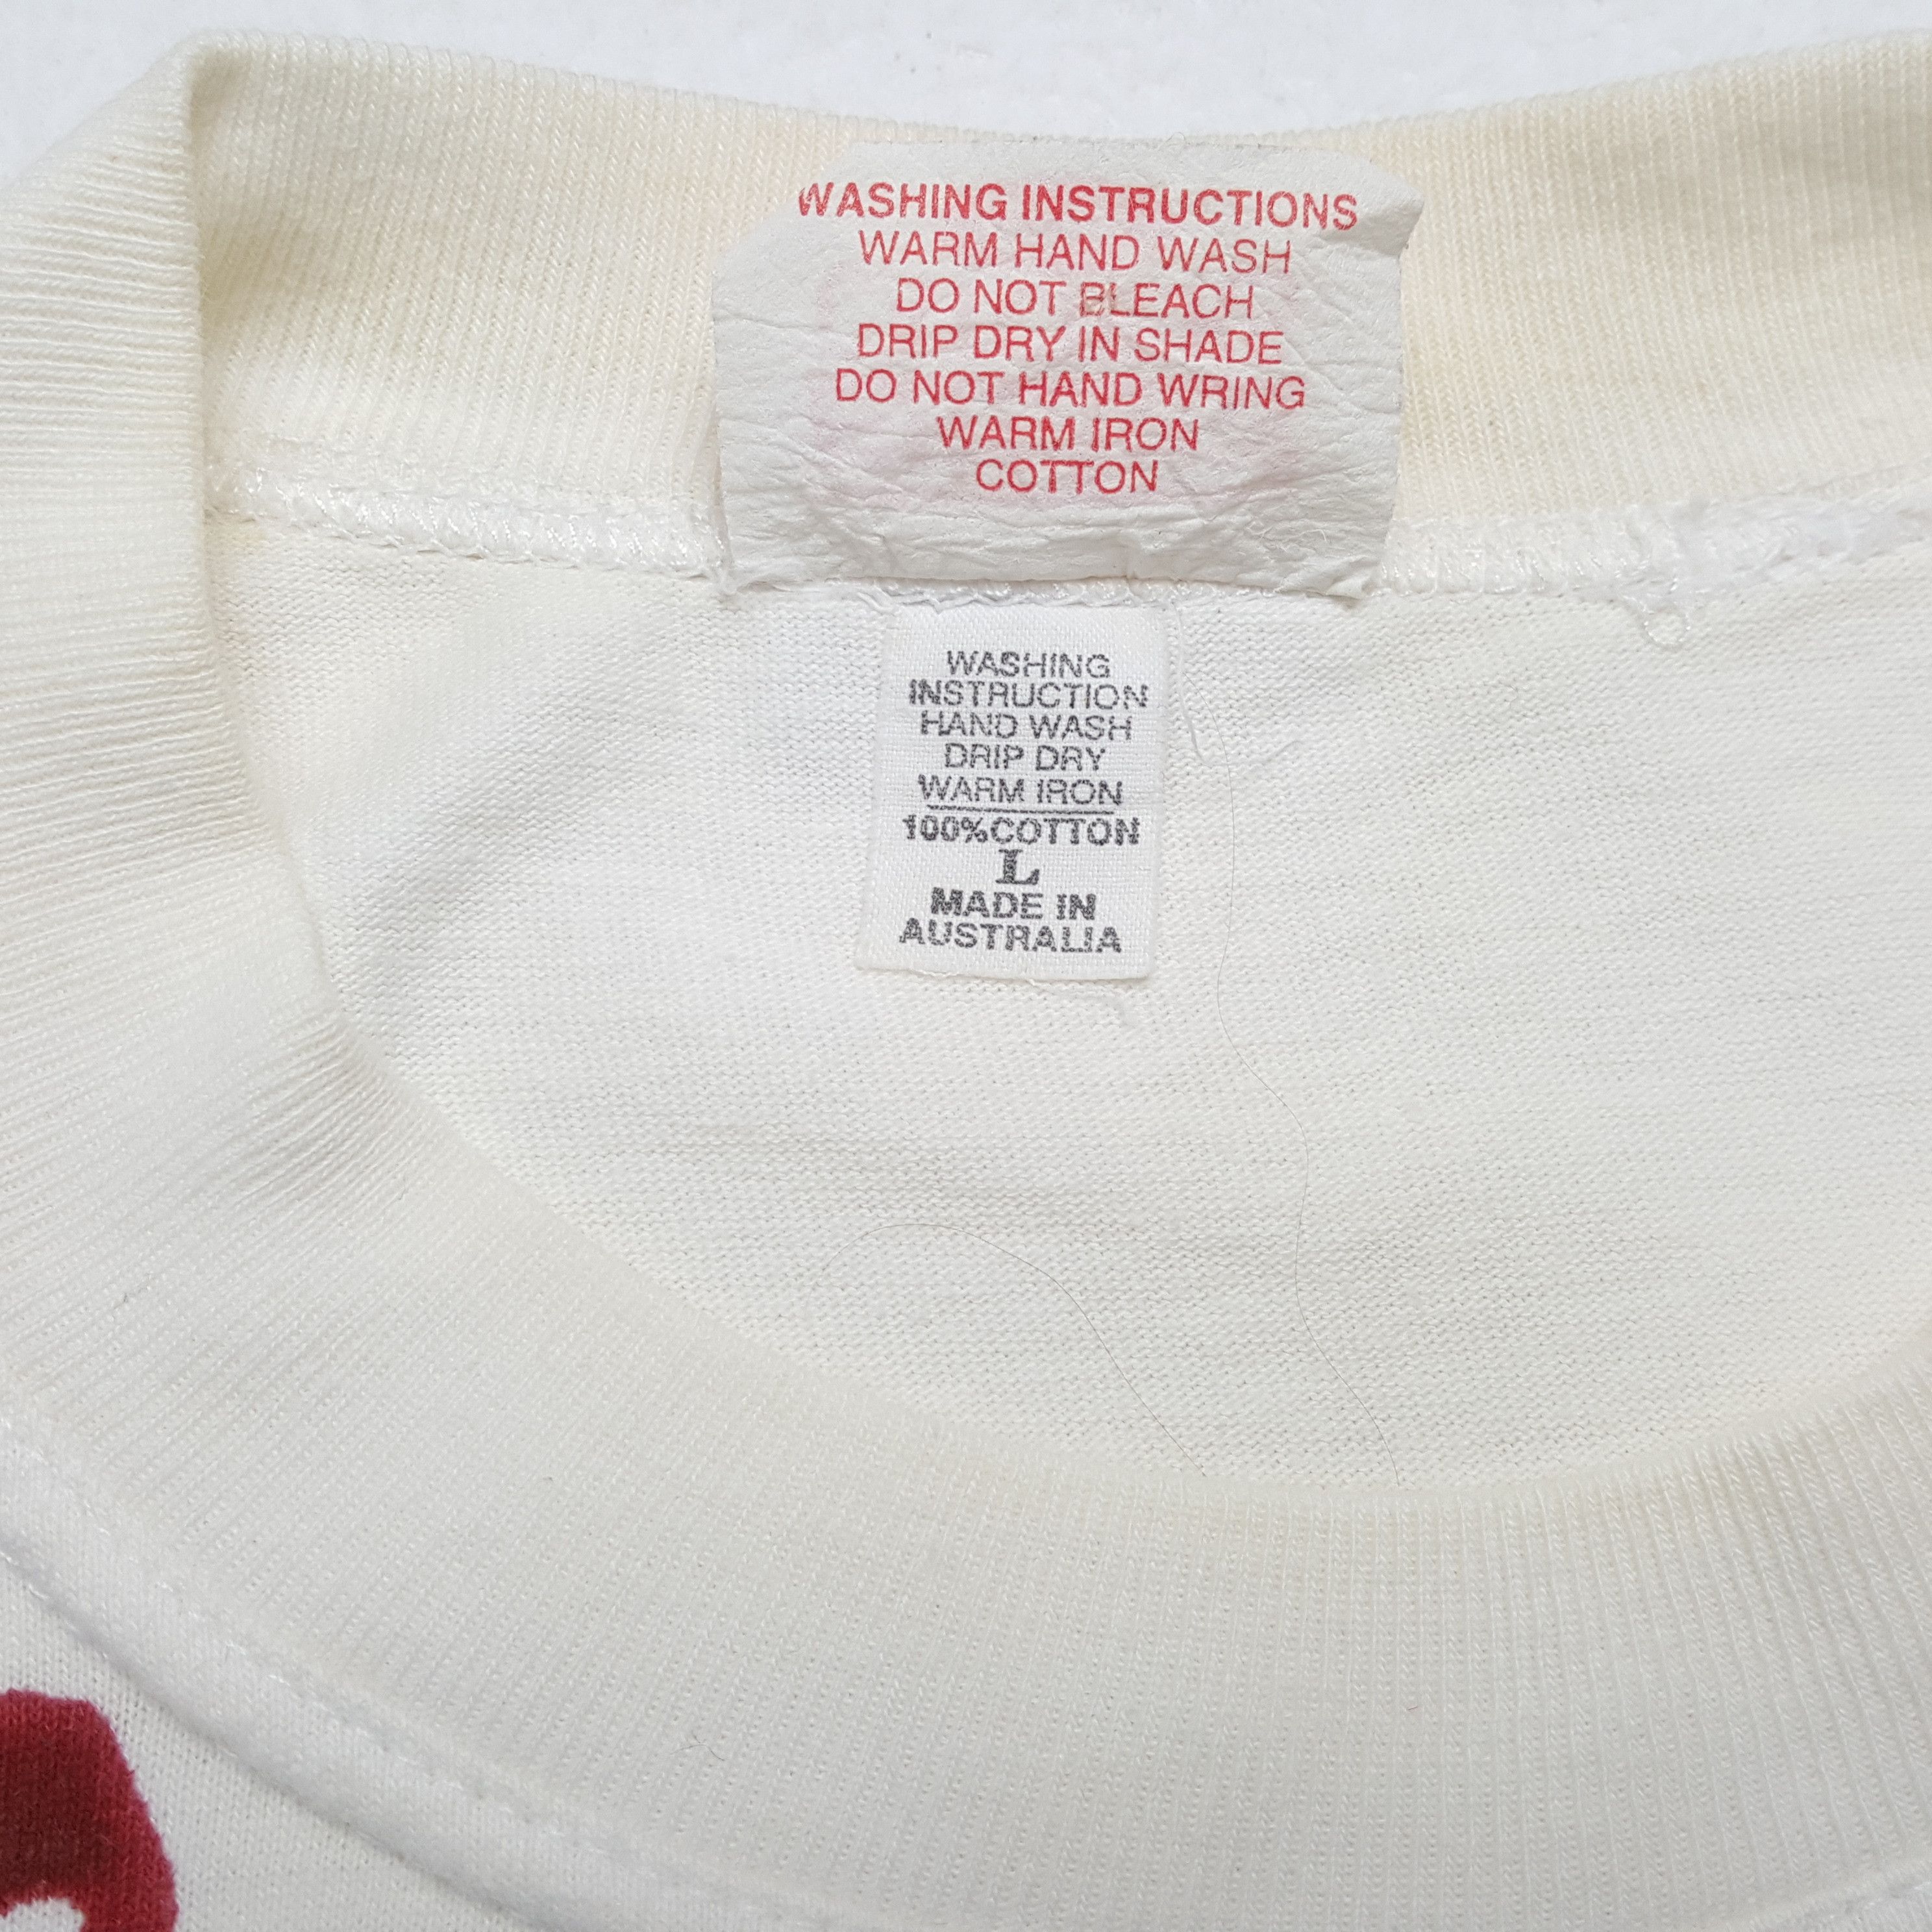 WASHING INSTRUCTIONS
WARM HAND WASH
DO NOT BLEACH
DRIP DRY IN SHADE
DO NOT HAND WRING
WARM IRON
COTTON
WASHING
INSTRUCTION
HAND WASH
DRIP DRY
WARM IRON
100%COTTON
L
MADE IN
AUSTRALIA